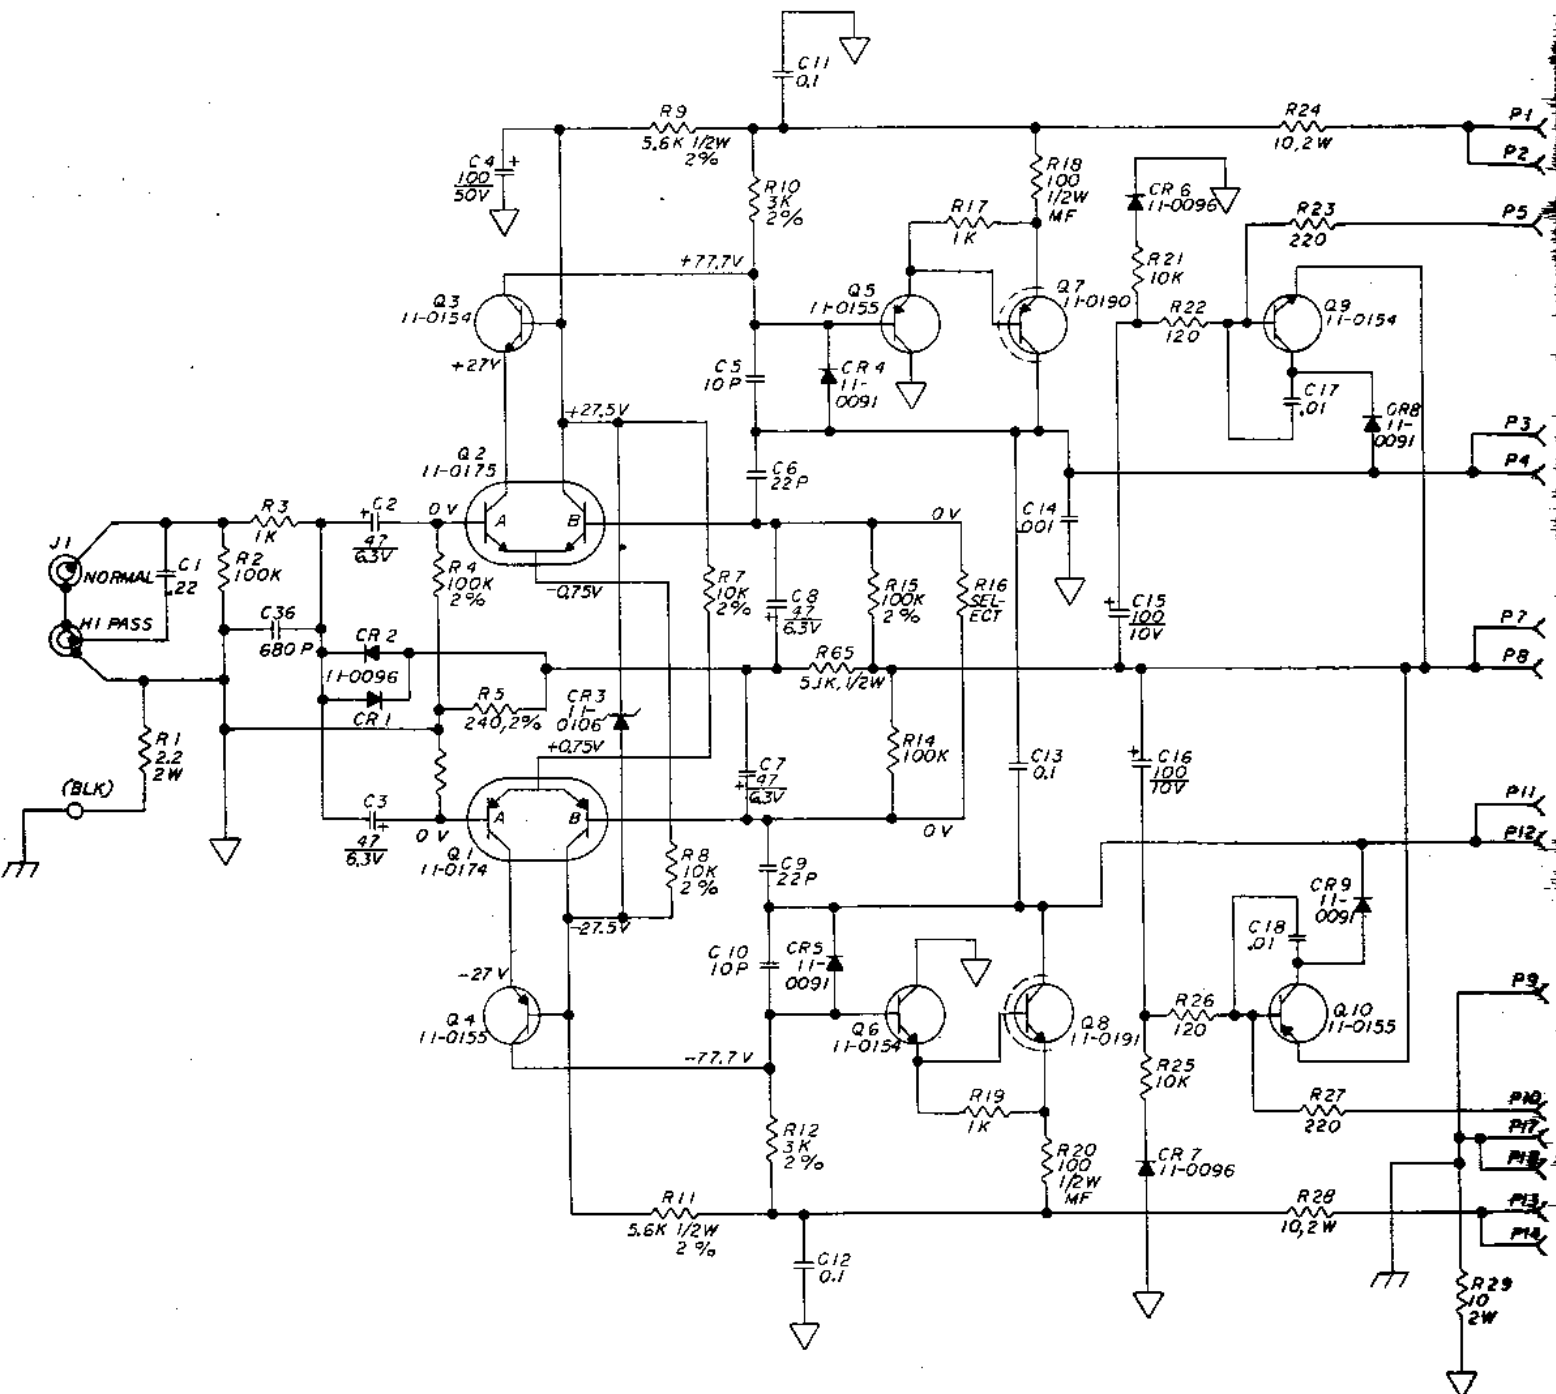 C11
0.1
R9
5.6K 1/2W
2%
R24
10,2W
P1
P2
C4 +
100
50V
R10
3K
2%
R18
100
1/2W
MF
CR6
11-0096
R17
1K
R23
220
P5
+77.7V
R21
10K
Q3
11-0154
Q5
11-0155
Q7
11-0190
R22
120
Q9
11-0154
+27V
C5
10P
CR4
11-
0091
C17
.01
CR8
11-
0091
+27.5V
P3
P4
Q2
11-0175
C6
22P
R3
1K
+ C2
47
6.3V
0V
A
B
0V
C14
.001
J1
NORMAL
C1
.22
R2
100K
R4
100K
2%
-0.75V
R7
10K
2%
C8
47
+ 6.3V
R15
100K
2%
R16
SEL-
ECT
+ C15
100
10V
HI PASS
C36
680P
CR2
11-0096
P7
P8
R65
5.1K, 1/2W
CR1
R5
240,2%
CR3
11-
0106
R1
2.2
2W
+0.75V
R14
100K
C13
0.1
+ C16
100
10V
C7
+ 47
6.3V
(BLK)
C3
+
47
6.3V
0V
A
B
0V
P11
P12
Q1
11-0174
R8
10K
2%
C9
22P
CR9
11-
0091
-27.5V
C18
.01
C10
10P
CR5
11-
0091
-27V
P9
Q4
11-0155
Q6
11-0154
Q8
11-0191
R26
120
Q10
11-0155
-77.7V
R25
10K
R19
1K
R27
220
P10
P17
R12
3K
2%
R20
100
1/2W
MF
CR7
11-0096
R11
5.6K 1/2W
2%
R28
10,2W
P13
P14
C12
0.1
R29
10
2W